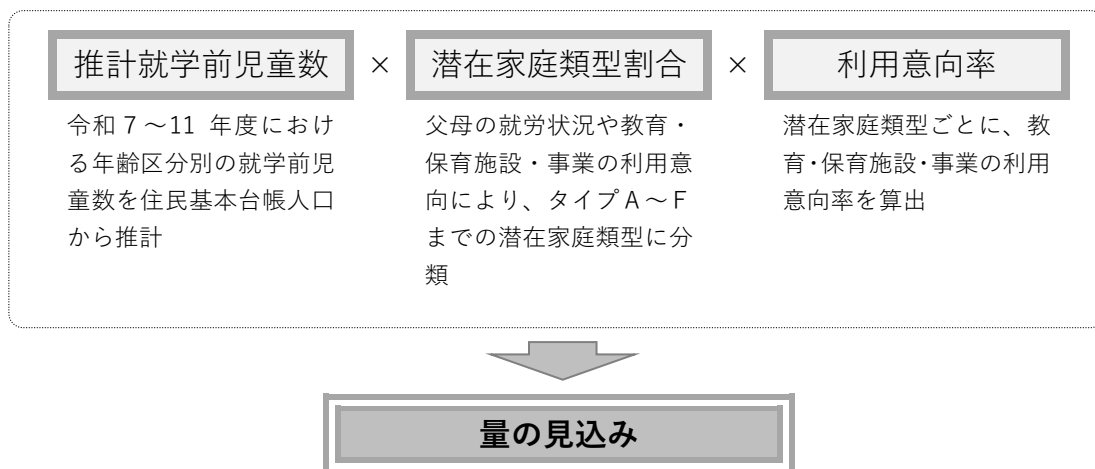 推計就学前児童数 × 潜在家庭類型割合 × 利用意向率
令和７～11 年度におけ
る年齢区分別の就学前児
童数を住民基本台帳人口
から推計
父母の就労状況や教育・
保育施設・事業の利用意
向により、タイプＡ～Ｆ
までの潜在家庭類型に分
類
潜在家庭類型ごとに、教
育・保育施設・事業の利用
意向率を算出
量の見込み